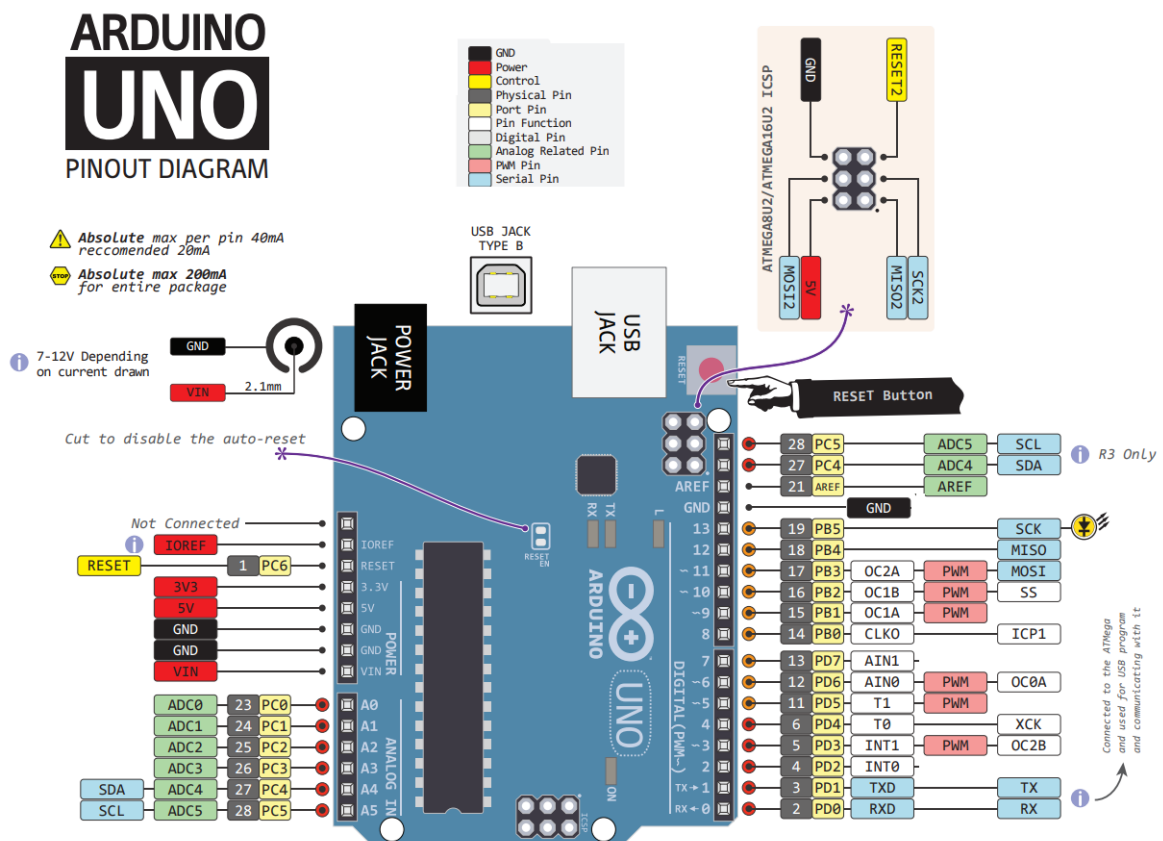 ARDUINO
UNO
PINOUT DIAGRAM
GND
Power
Control
Physical Pin
Port Pin
Pin Function
Digital Pin
Analog Related Pin
PWM Pin
Serial Pin
ATMEGA8U2/ATMEGA16U2 ICSP
GND
RESET2
MOSI2
5V
MISO2
SCK2
Absolute max per pin 40mA
reccomended 20mA
STOP
Absolute max 200mA
for entire package
USB JACK
TYPE B
POWER
JACK
USB
JACK
RESET
RESET Button
i
7-12V Depending
on current drawn
GND
VIN
2.1mm
Cut to disable the auto-reset
Not Connected
i
IOREF
RESET 1 PC6
3V3
5V
GND
GND
VIN
ADC0 23 PC0
ADC1 24 PC1
ADC2 25 PC2
ADC3 26 PC3
SDA ADC4 27 PC4
SCL ADC5 28 PC5
IOREF
RESET
3.3V
5V
GND
GND
VIN
POWER
A0
A1
A2
A3
A4
A5
ANALOG IN
RESET
EN
RX
TX
L
ARDUINO
UNO
ON
ICSP
AREF
GND
13
12
~11
~10
~9
8
7
~6
~5
4
~3
2
TX→1
RX←0
DIGITAL(PWM~)
28 PC5 ADC5 SCL
27 PC4 ADC4 SDA
i R3 Only
21 AREF AREF
GND
19 PB5 SCK
18 PB4 MISO
17 PB3 OC2A PWM MOSI
16 PB2 OC1B PWM SS
15 PB1 OC1A PWM
14 PB0 CLKO ICP1
13 PD7 AIN1
12 PD6 AIN0 PWM OC0A
11 PD5 T1 PWM
6 PD4 T0 XCK
5 PD3 INT1 PWM OC2B
4 PD2 INT0
3 PD1 TXD TX
2 PD0 RXD RX
i
Connected to the ATMega
and used for USB program
and communicating with it